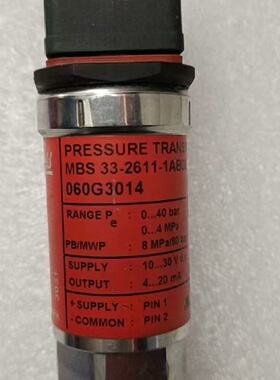 PRESSURE TRANS
MBS 33-2611-1AB
060G3014
RANGE Pe : 0...40 bar
0...4 MPa
PB/MWP : 8 MPa/80 ba
SUPPLY : 10...30 V
OUTPUT : 4...20 mA
+ SUPPLY : PIN 1
- COMMON : PIN 2